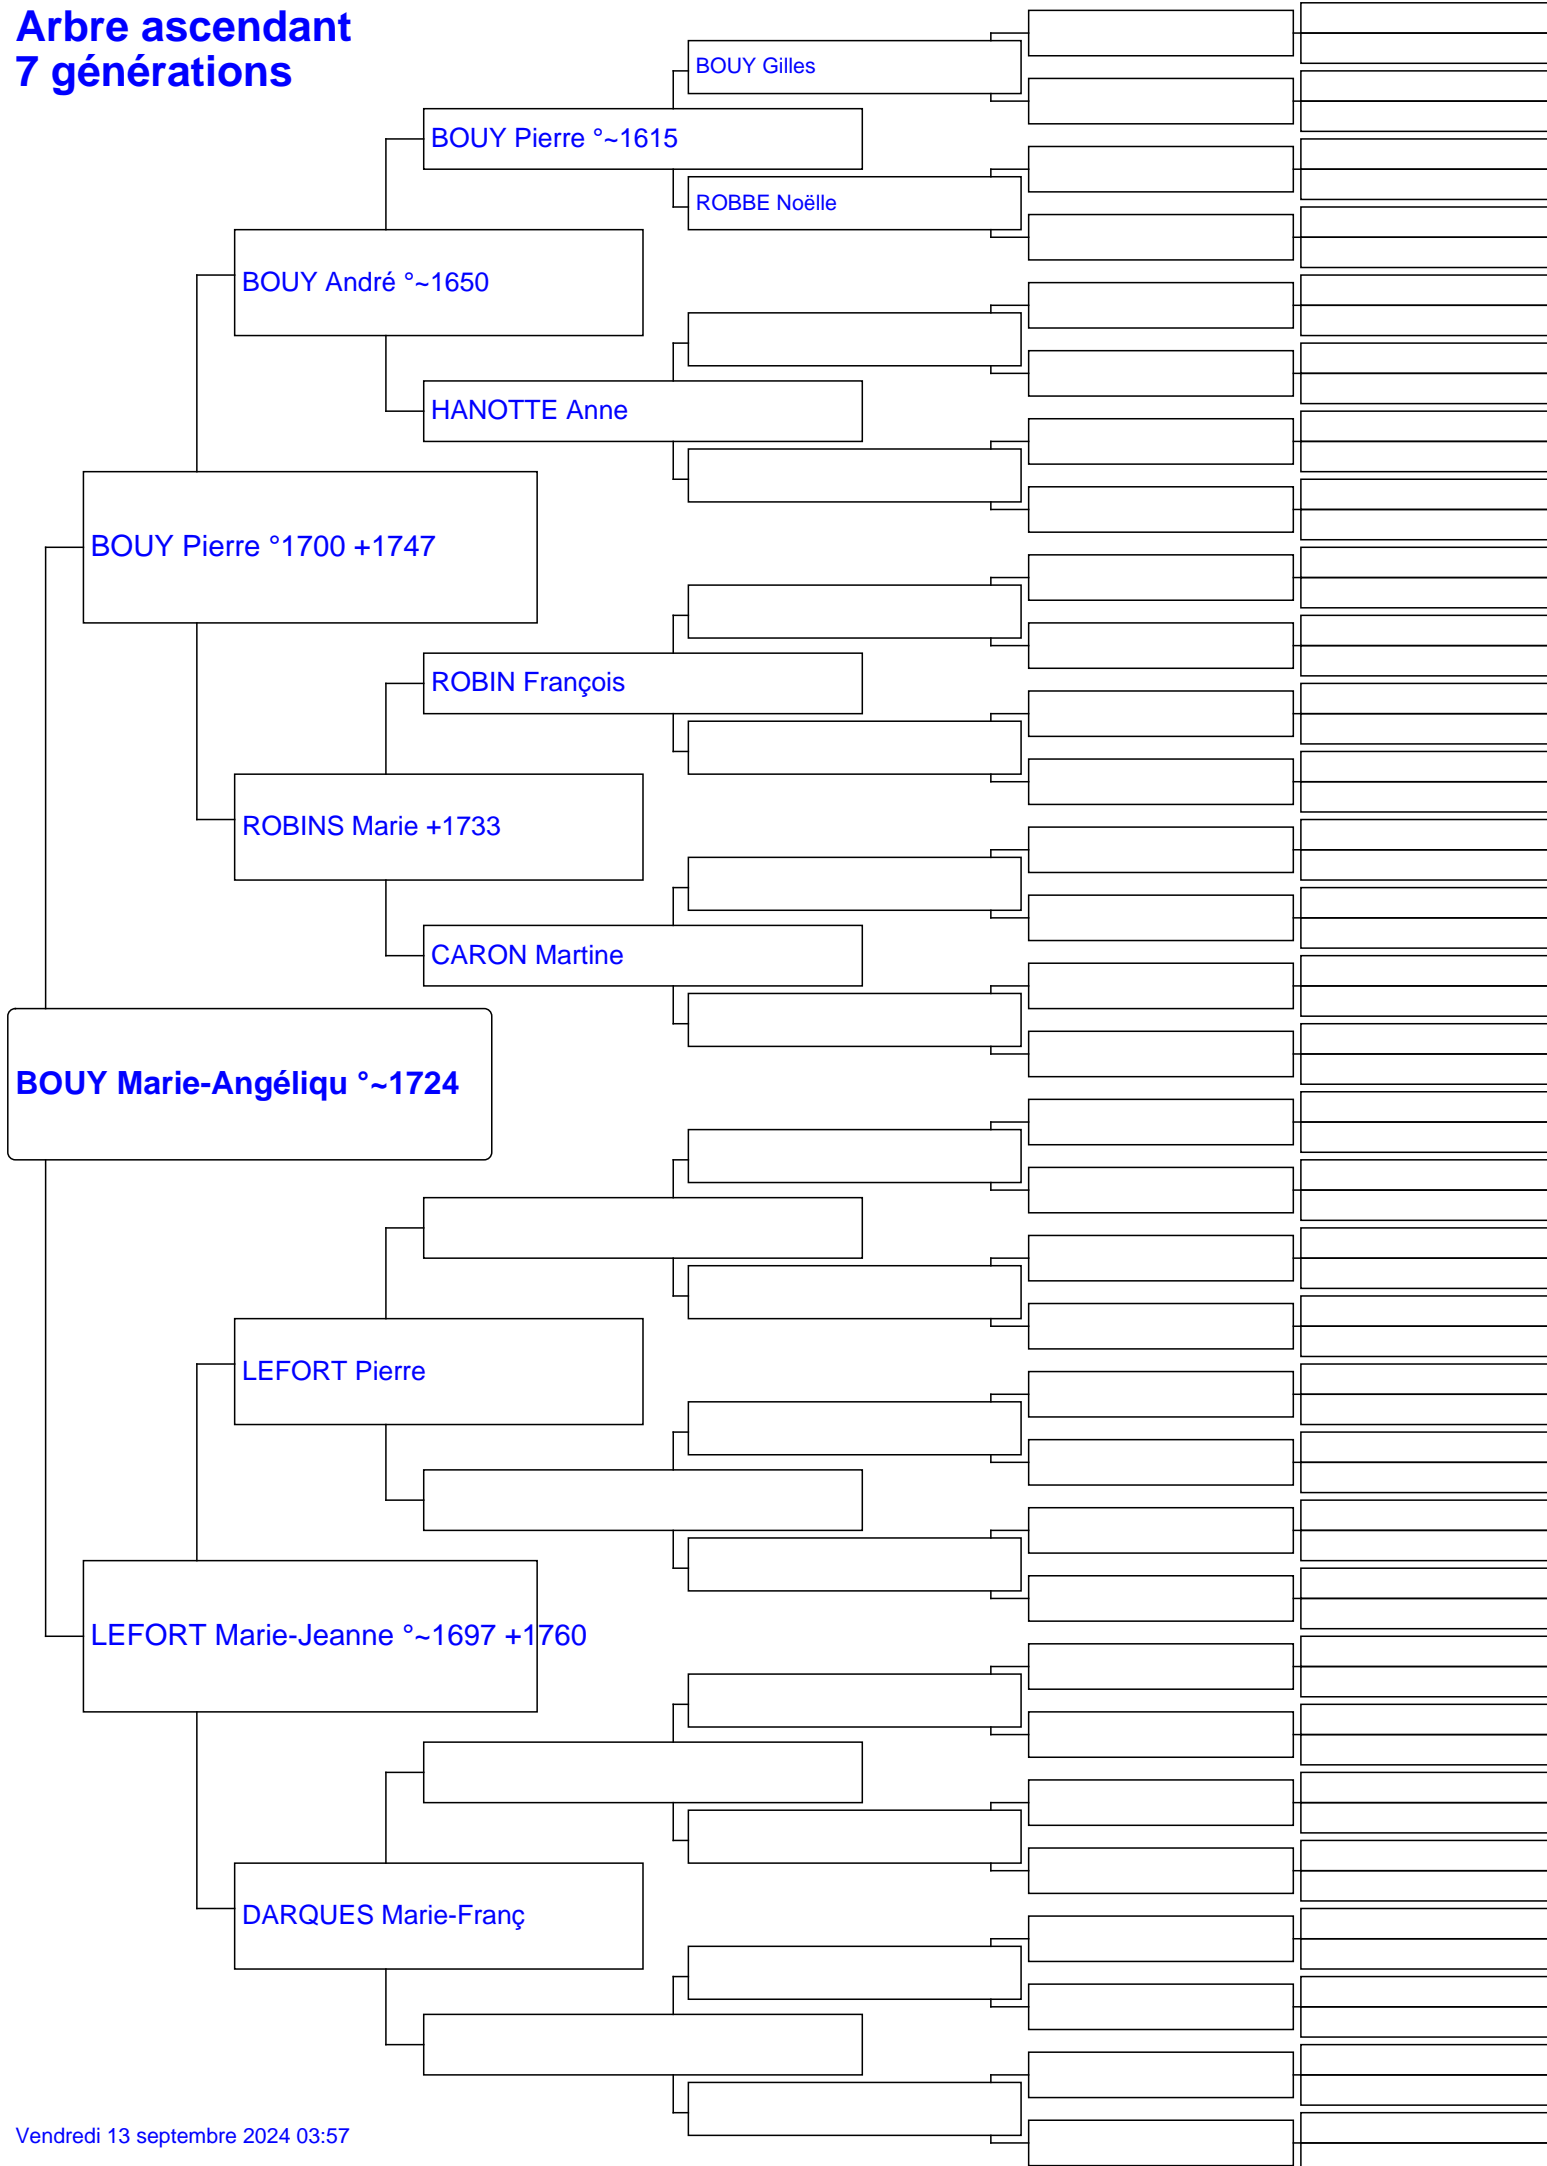 Arbre ascendant
7 générations
BOUY Gilles
BOUY Pierre °~1615
ROBBE Noëlle
BOUY André °~1650
HANOTTE Anne
BOUY Pierre °1700 +1747
ROBIN François
ROBINS Marie +1733
CARON Martine
BOUY Marie-Angéliqu °~1724
LEFORT Pierre
LEFORT Marie-Jeanne °~1697 +1760
DARQUES Marie-Franç
Vendredi 13 septembre 2024 03:57